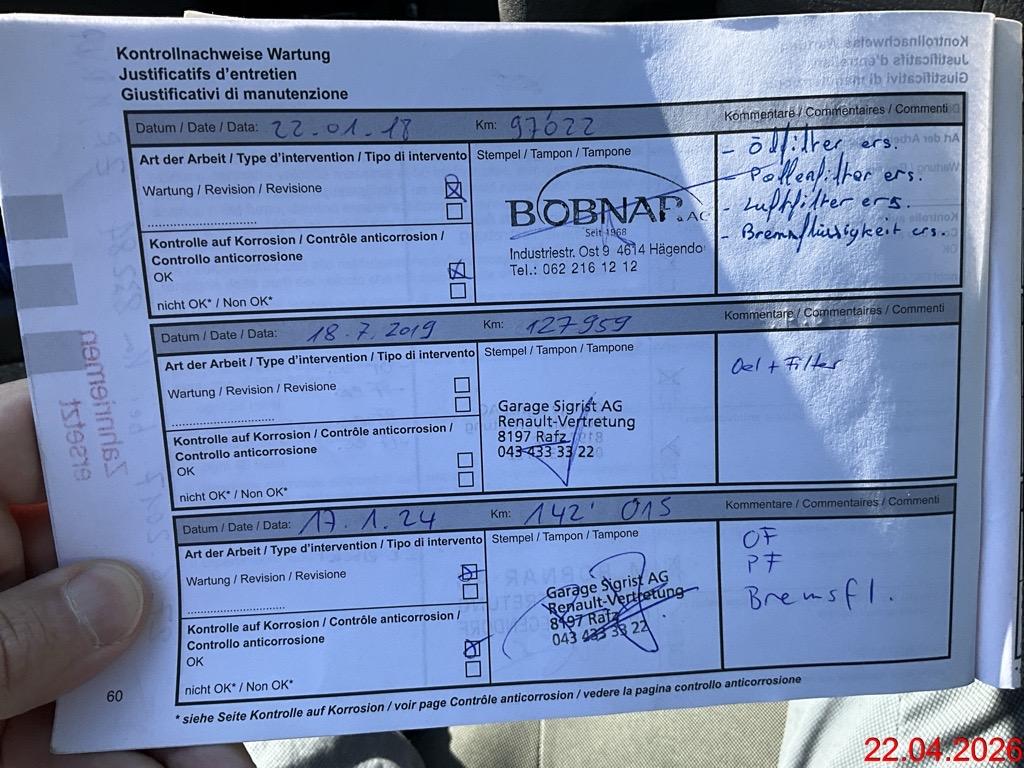 Kontrollnachweise Wartung
Justificatifs d'entretien
Giustificativi di manutenzione
Datum / Date / Data: 22.01.18 Km: 97622 Kommentare / Commentaires / Commenti
Art der Arbeit / Type d'intervention / Tipo di intervento
Wartung / Revision / Revisione
Kontrolle auf Korrosion / Contrôle anticorrosion /
Controllo anticorrosione
OK
nicht OK* / Non OK*
Stempel / Tampon / Tampone
BOBNAR AG
Seit 1968
Industriestr. Ost 9 4614 Hägendo
Tel.: 062 216 12 12
- Ölfilter ers.
- Pollenfilter ers.
- Luftfilter ers.
- Bremsflüssigkeit ers.
Datum / Date / Data: 18.7.2019 Km: 127959 Kommentare / Commentaires / Commenti
Art der Arbeit / Type d'intervention / Tipo di intervento
Wartung / Revision / Revisione
Kontrolle auf Korrosion / Contrôle anticorrosion /
Controllo anticorrosione
OK
nicht OK* / Non OK*
Stempel / Tampon / Tampone
Garage Sigrist AG
Renault-Vertretung
8197 Rafz
043 433 33 22
Oel + Filter
Datum / Date / Data: 17.1.24 Km: 142' 015 Kommentare / Commentaires / Commenti
Art der Arbeit / Type d'intervention / Tipo di intervento
Wartung / Revision / Revisione
Kontrolle auf Korrosion / Contrôle anticorrosion /
Controllo anticorrosione
OK
nicht OK* / Non OK*
Stempel / Tampon / Tampone
Garage Sigrist AG
Renault-Vertretung
8197 Rafz
043 433 33 22
OF
PF
Bremsfl.
60
* siehe Seite Kontrolle auf Korrosion / voir page Contrôle anticorrosion / vedere la pagina controllo anticorrosione
Zahnriemen
ersetzt
22.04.2026